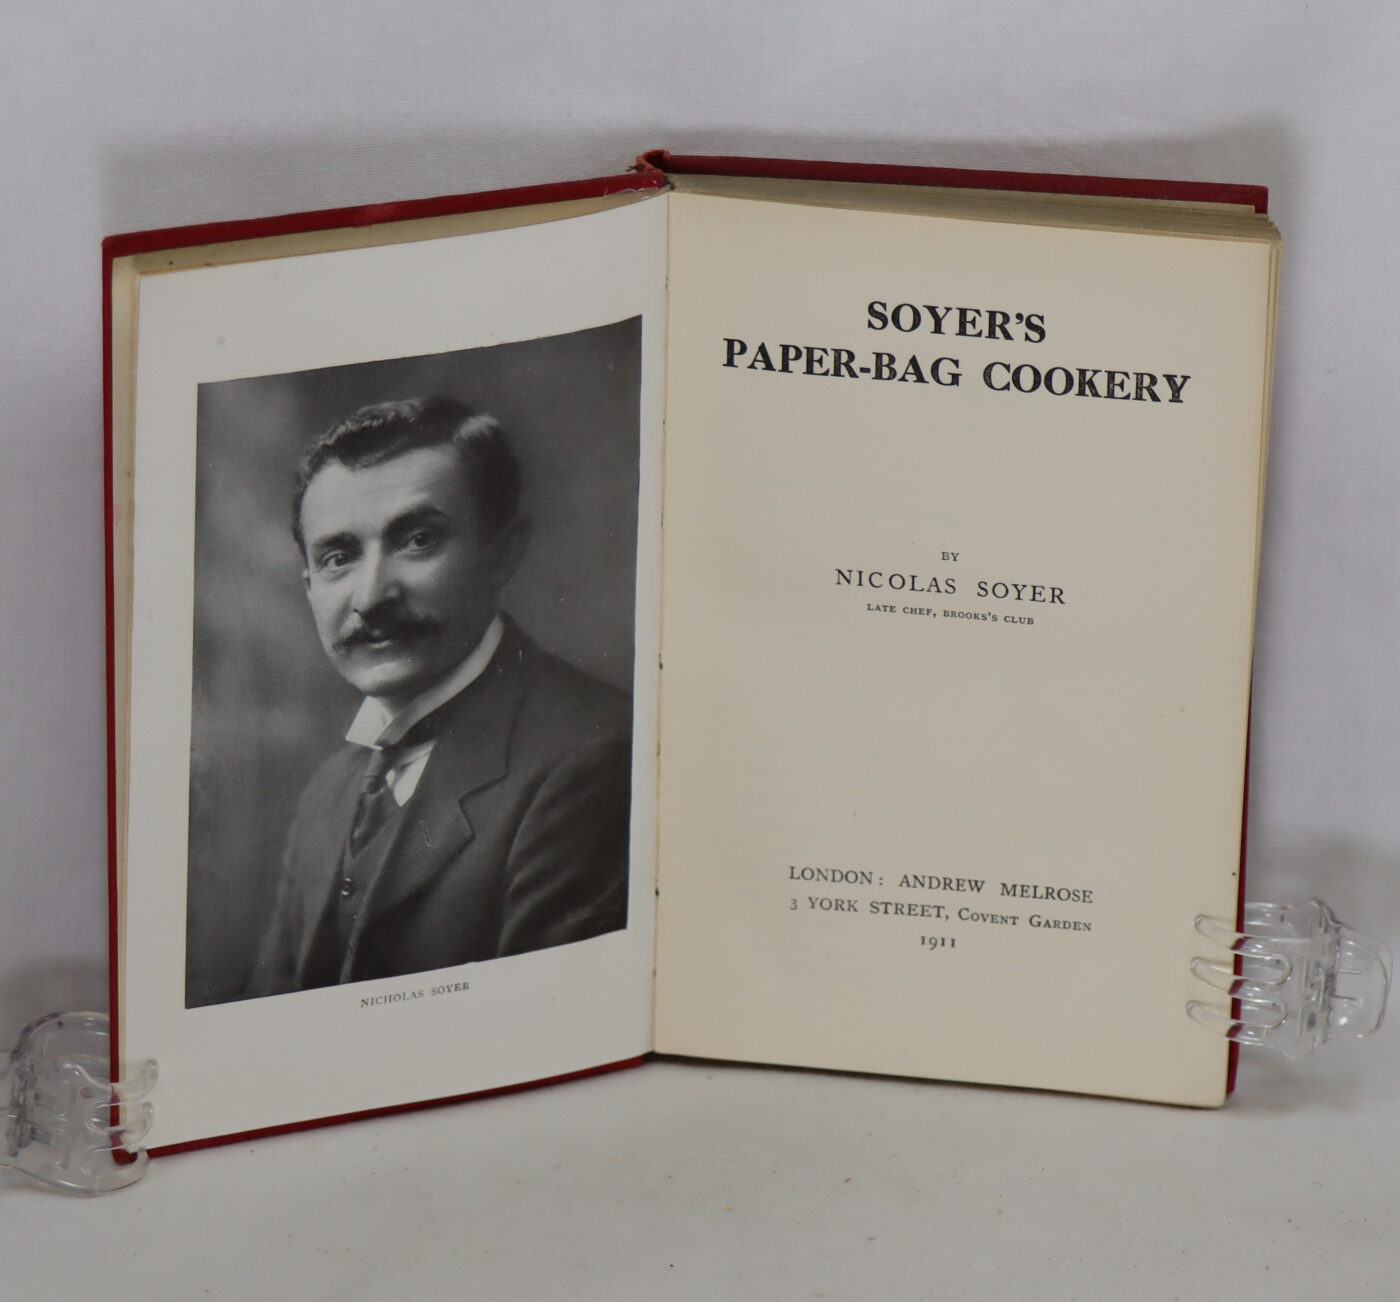 NICHOLAS SOYER
SOYER'S
PAPER-BAG COOKERY
BY
NICOLAS SOYER
LATE CHEF, BROOKS'S CLUB
LONDON: ANDREW MELROSE
3 YORK STREET, COVENT GARDEN
1911